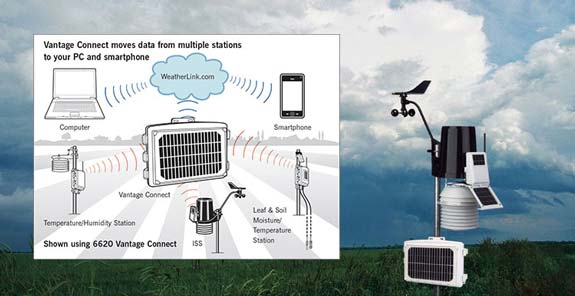 Vantage Connect moves data from multiple stations
to your PC and smartphone
WeatherLink.com
Computer
Smartphone
Vantage Connect
Temperature/Humidity Station
ISS
Leaf & Soil
Moisture/
Temperature
Station
Shown using 6620 Vantage Connect